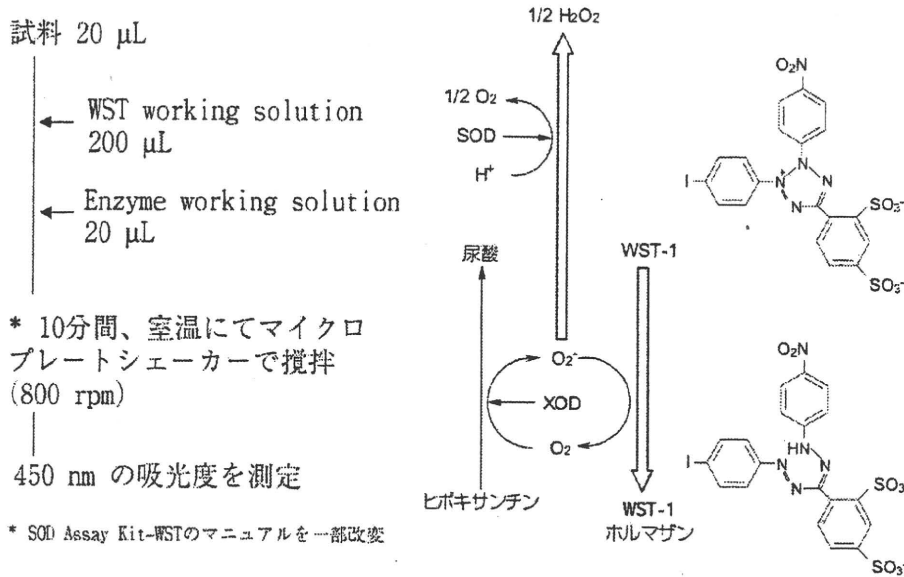 試料 20 μL
WST working solution
200 μL
Enzyme working solution
20 μL
* 10分間、室温にてマイクロ
プレートシェーカーで攪拌
(800 rpm)
450 nm の吸光度を測定
* SOD Assay Kit-WSTのマニュアルを一部改変
1/2 H₂O₂
1/2 O₂
SOD
H⁺
尿酸
WST-1
O₂⁻
XOD
O₂
ヒポキサンチン
WST-1
ホルマザン
O₂N
I
N
N⁺
N
N
SO₃⁻
SO₃⁻
O₂N
HN
I
N
N
N
SO₃
SO₃⁻